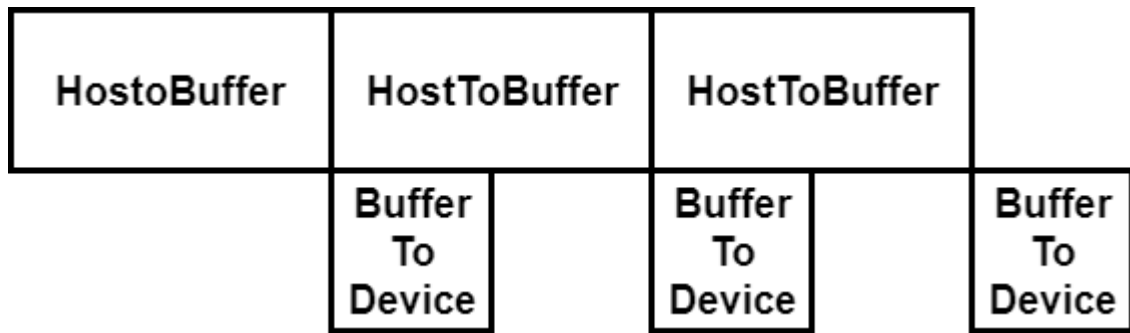 HostoBuffer
HostToBuffer
HostToBuffer
Buffer
To
Device
Buffer
To
Device
Buffer
To
Device